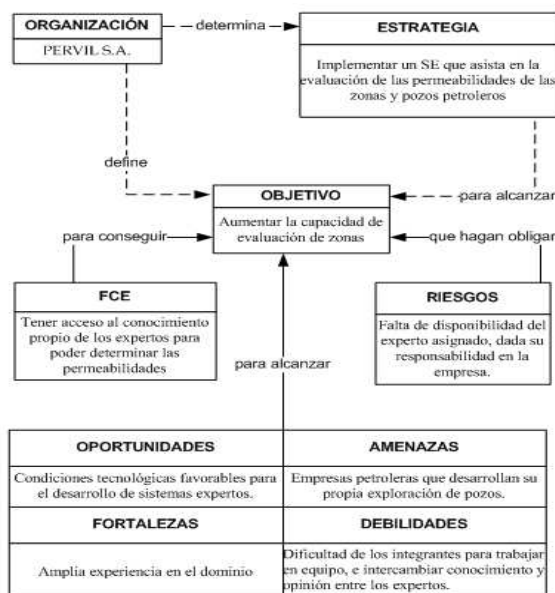 ORGANIZACIÓN
PERVIL S.A.
determina
ESTRATEGIA
Implementar un SE que asista en la
evaluación de las permeabilidades de las
zonas y pozos petroleros
define
para alcanzar
OBJETIVO
Aumentar la capacidad de
evaluación de zonas
para conseguir
que hagan obligar
FCE
Tener acceso al conocimiento
propio de los expertos para
poder determinar las
permeabilidades
RIESGOS
Falta de disponibilidad del
experto asignado, dada su
responsabilidad en la
empresa.
para alcanzar
OPORTUNIDADES
Condiciones tecnológicas favorables para
el desarrollo de sistemas expertos.
AMENAZAS
Empresas petroleras que desarrollan su
propia exploración de pozos.
FORTALEZAS
Amplia experiencia en el dominio
DEBILIDADES
Dificultad de los integrantes para trabajar
en equipo, e intercambiar conocimiento y
opinión entre los expertos.